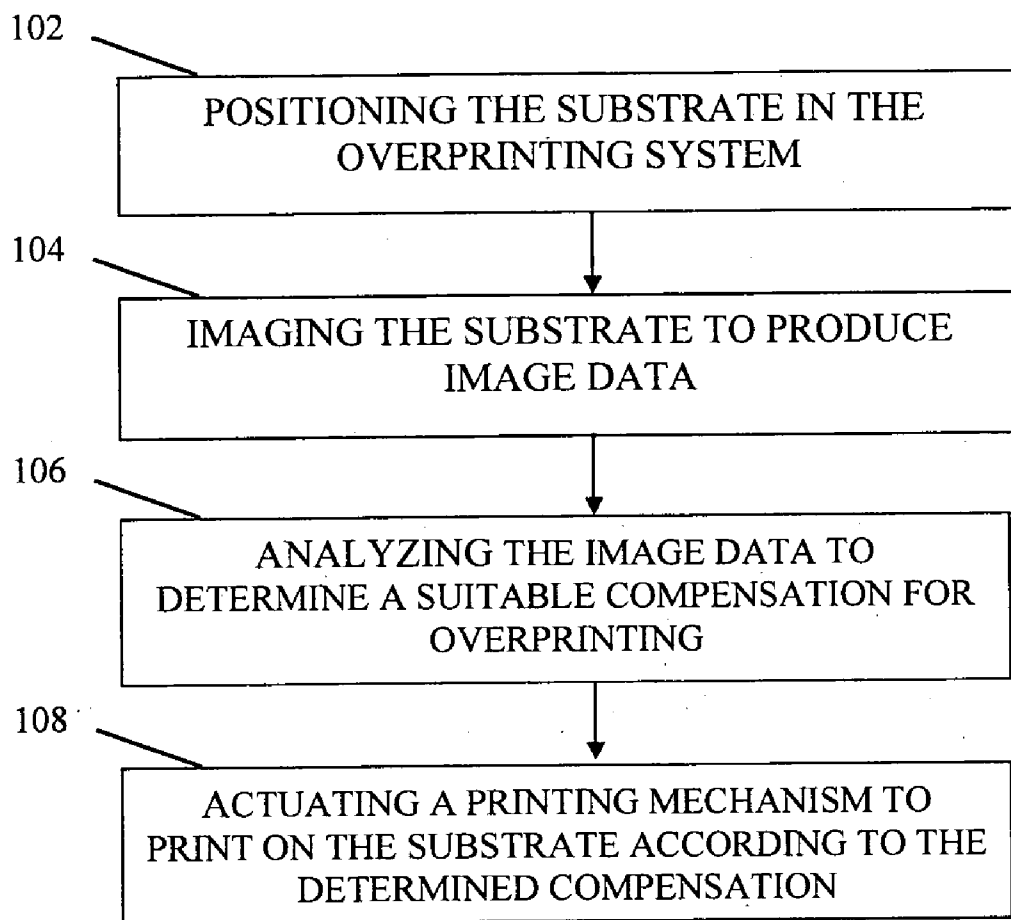 102
POSITIONING THE SUBSTRATE IN THE
OVERPRINTING SYSTEM
104
IMAGING THE SUBSTRATE TO PRODUCE
IMAGE DATA
106
ANALYZING THE IMAGE DATA TO
DETERMINE A SUITABLE COMPENSATION FOR
OVERPRINTING
108
ACTUATING A PRINTING MECHANISM TO
PRINT ON THE SUBSTRATE ACCORDING TO THE
DETERMINED COMPENSATION